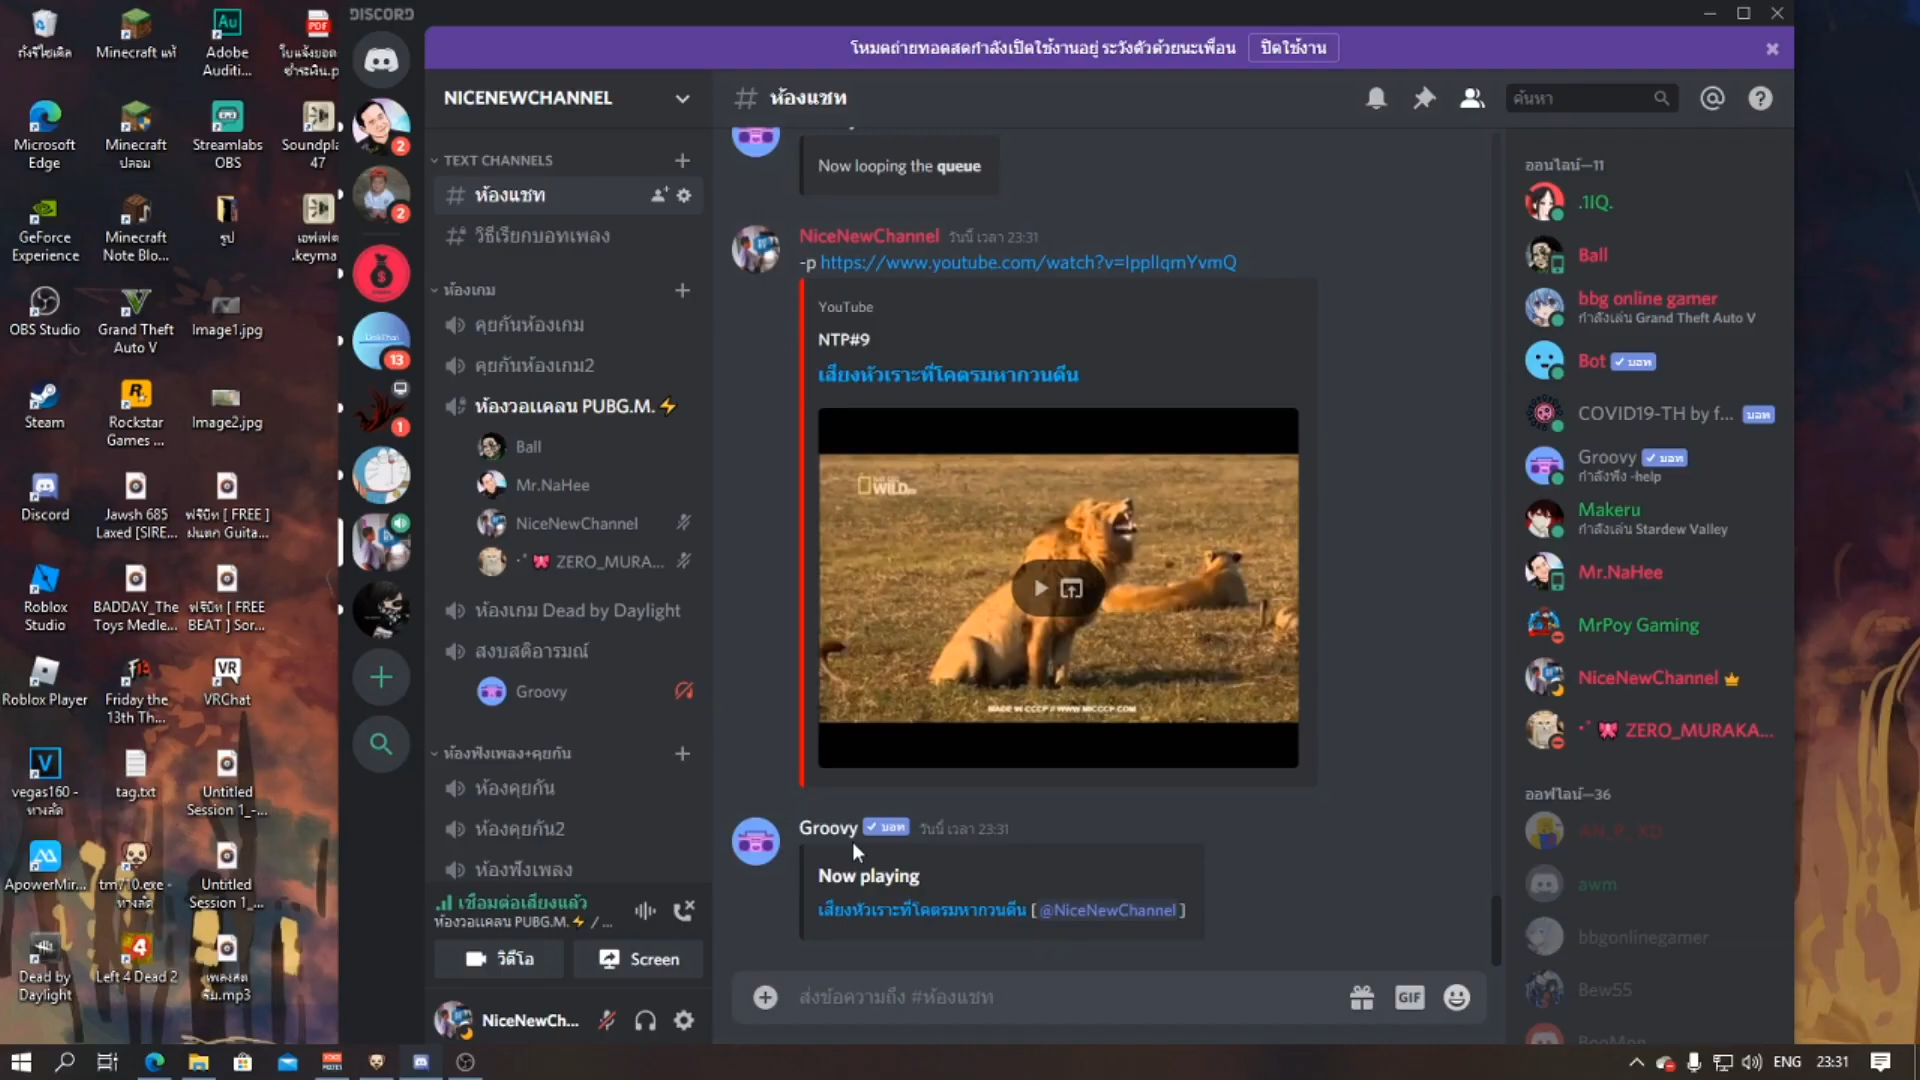 DISCORD
โหมดถ่ายทอดสดกำลังเปิดใช้งานอยู่ ระวังตัวด้วยนะเพื่อน
ปิดใช้งาน
ถังรีไซเคิล
Minecraft แท้
Adobe Auditi...
ใบแจ้งยอด
ชำระเงิน.p
Microsoft Edge
Minecraft ปลอม
Streamlabs OBS
Soundpl
47
GeForce Experience
Minecraft Note Blo...
รูป
เอฟเฟต
.keyma
OBS Studio
Grand Theft Auto V
Image1.jpg
Steam
Rockstar Games ...
Image2.jpg
Discord
Jawsh 685 Laxed [SIRE...
ฟรีบีท [ FREE ] ฝนตก Guita...
Roblox Studio
BADDAY_The Toys Medle...
ฟรีบีท [ FREE BEAT ] Sor...
Roblox Player
Friday the 13th Th...
VRChat
vegas160 - ทางลัด
tag.txt
Untitled Session 1_-...
ApowerMir...
tm710.exe - ทางลัด
Untitled Session 1_...
Dead by Daylight
Left 4 Dead 2
NICENEWCHANNEL
TEXT CHANNELS
ห้องแชท
วิธีเรียกบอทเพลง
ห้องเกม
คุยกันห้องเกม
คุยกันห้องเกม2
ห้องวอแคลน PUBG.M.⚡
Ball
Mr.NaHee
NiceNewChannel
ZERO_MURA...
ห้องเกม Dead by Daylight
สงบสติอารมณ์
Groovy
ห้องฟังเพลง+คุยกัน
ห้องคุยกัน
ห้องคุยกัน2
ห้องฟังเพลง
เชื่อมต่อเสียงแล้ว
ห้องวอแคลน PUBG.M.⚡ / ...
วิดีโอ
Screen
NiceNewCh...
ห้องแชท
ค้นหา
Now looping the queue
NiceNewChannel วันนี้ เวลา 23:31
-p https://www.youtube.com/watch?v=IpplIqmYvmQ
YouTube
NTP#9
เสียงหัวเราะที่โคตรมหากวนตีน
WILD
MADE IN CCCP // WWW.MICCCP.COM
Groovy ✓ บอท วันนี้ เวลา 23:31
Now playing
เสียงหัวเราะที่โคตรมหากวนตีน [ @NiceNewChannel ]
ส่งข้อความถึง #ห้องแชท
GIF
ออนไลน์—11
.1IQ.
Ball
bbg online gamer
กำลังเล่น Grand Theft Auto V
Bot ✓ บอท
COVID19-TH by f... บอท
Groovy ✓ บอท
กำลังฟัง -help
Makeru
กำลังเล่น Stardew Valley
Mr.NaHee
MrPoy Gaming
NiceNewChannel
ZERO_MURAKA...
ออฟไลน์—36
awm
bbgonlinegamer
Bew55
ENG 23:31